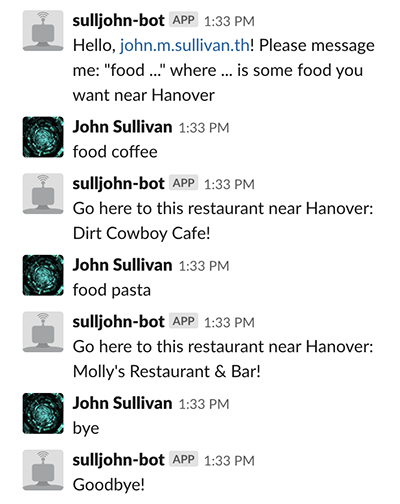 sulljohn-bot APP 1:33 PM
Hello, john.m.sullivan.th! Please message
me: "food ..." where ... is some food you
want near Hanover
John Sullivan 1:33 PM
food coffee
sulljohn-bot APP 1:33 PM
Go here to this restaurant near Hanover:
Dirt Cowboy Cafe!
John Sullivan 1:33 PM
food pasta
sulljohn-bot APP 1:33 PM
Go here to this restaurant near Hanover:
Molly's Restaurant & Bar!
John Sullivan 1:33 PM
bye
sulljohn-bot APP 1:33 PM
Goodbye!